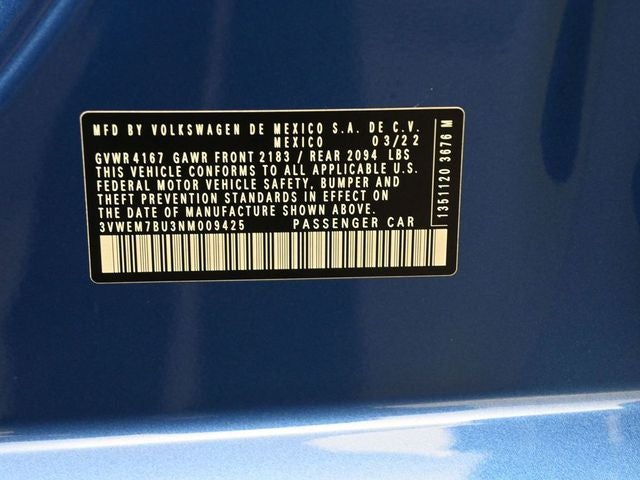 MFD BY VOLKSWAGEN DE MEXICO S.A. DE C.V.
MEXICO 03/22
GVWR 4167 GAWR FRONT 2183 / REAR 2094 LBS
THIS VEHICLE CONFORMS TO ALL APPLICABLE U.S.
FEDERAL MOTOR VEHICLE SAFETY, BUMPER AND
THEFT PREVENTION STANDARDS IN EFFECT ON
THE DATE OF MANUFACTURE SHOWN ABOVE.
3VWEM7BU3NM009425 PASSENGER CAR
1351120 3676 M